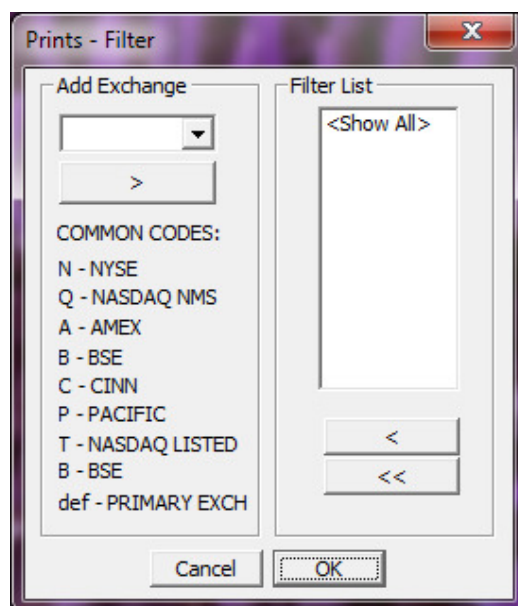 Prints - Filter
X
Add Exchange
>
COMMON CODES:
N - NYSE
Q - NASDAQ NMS
A - AMEX
B - BSE
C - CINN
P - PACIFIC
T - NASDAQ LISTED
B - BSE
def - PRIMARY EXCH
Filter List
<Show All>
<
<<
Cancel
OK